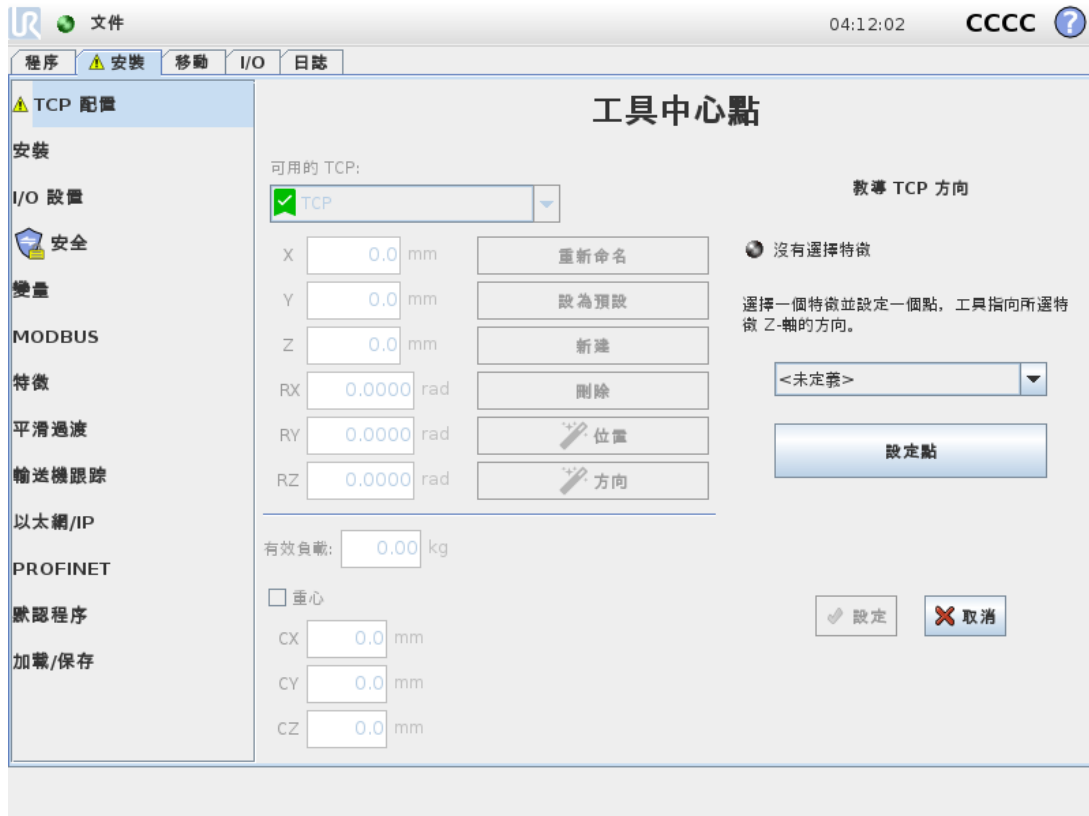 UR 文件 04:12:02 CCCC ?
程序 安裝 移動 I/O 日誌
TCP 配置
安裝
I/O 設置
安全
變量
MODBUS
特徵
平滑過渡
輸送機跟踪
以太網/IP
PROFINET
默認程序
加載/保存
工具中心點
可用的 TCP:
TCP
X 0.0 mm 重新命名
Y 0.0 mm 設為預設
Z 0.0 mm 新建
RX 0.0000 rad 刪除
RY 0.0000 rad 位置
RZ 0.0000 rad 方向
有效負載: 0.00 kg
重心
CX 0.0 mm
CY 0.0 mm
CZ 0.0 mm
教導 TCP 方向
沒有選擇特徵
選擇一個特徵並設定一個點，工具指向所選特
徵 Z-軸的方向。
<未定義>
設定點
設定 取消